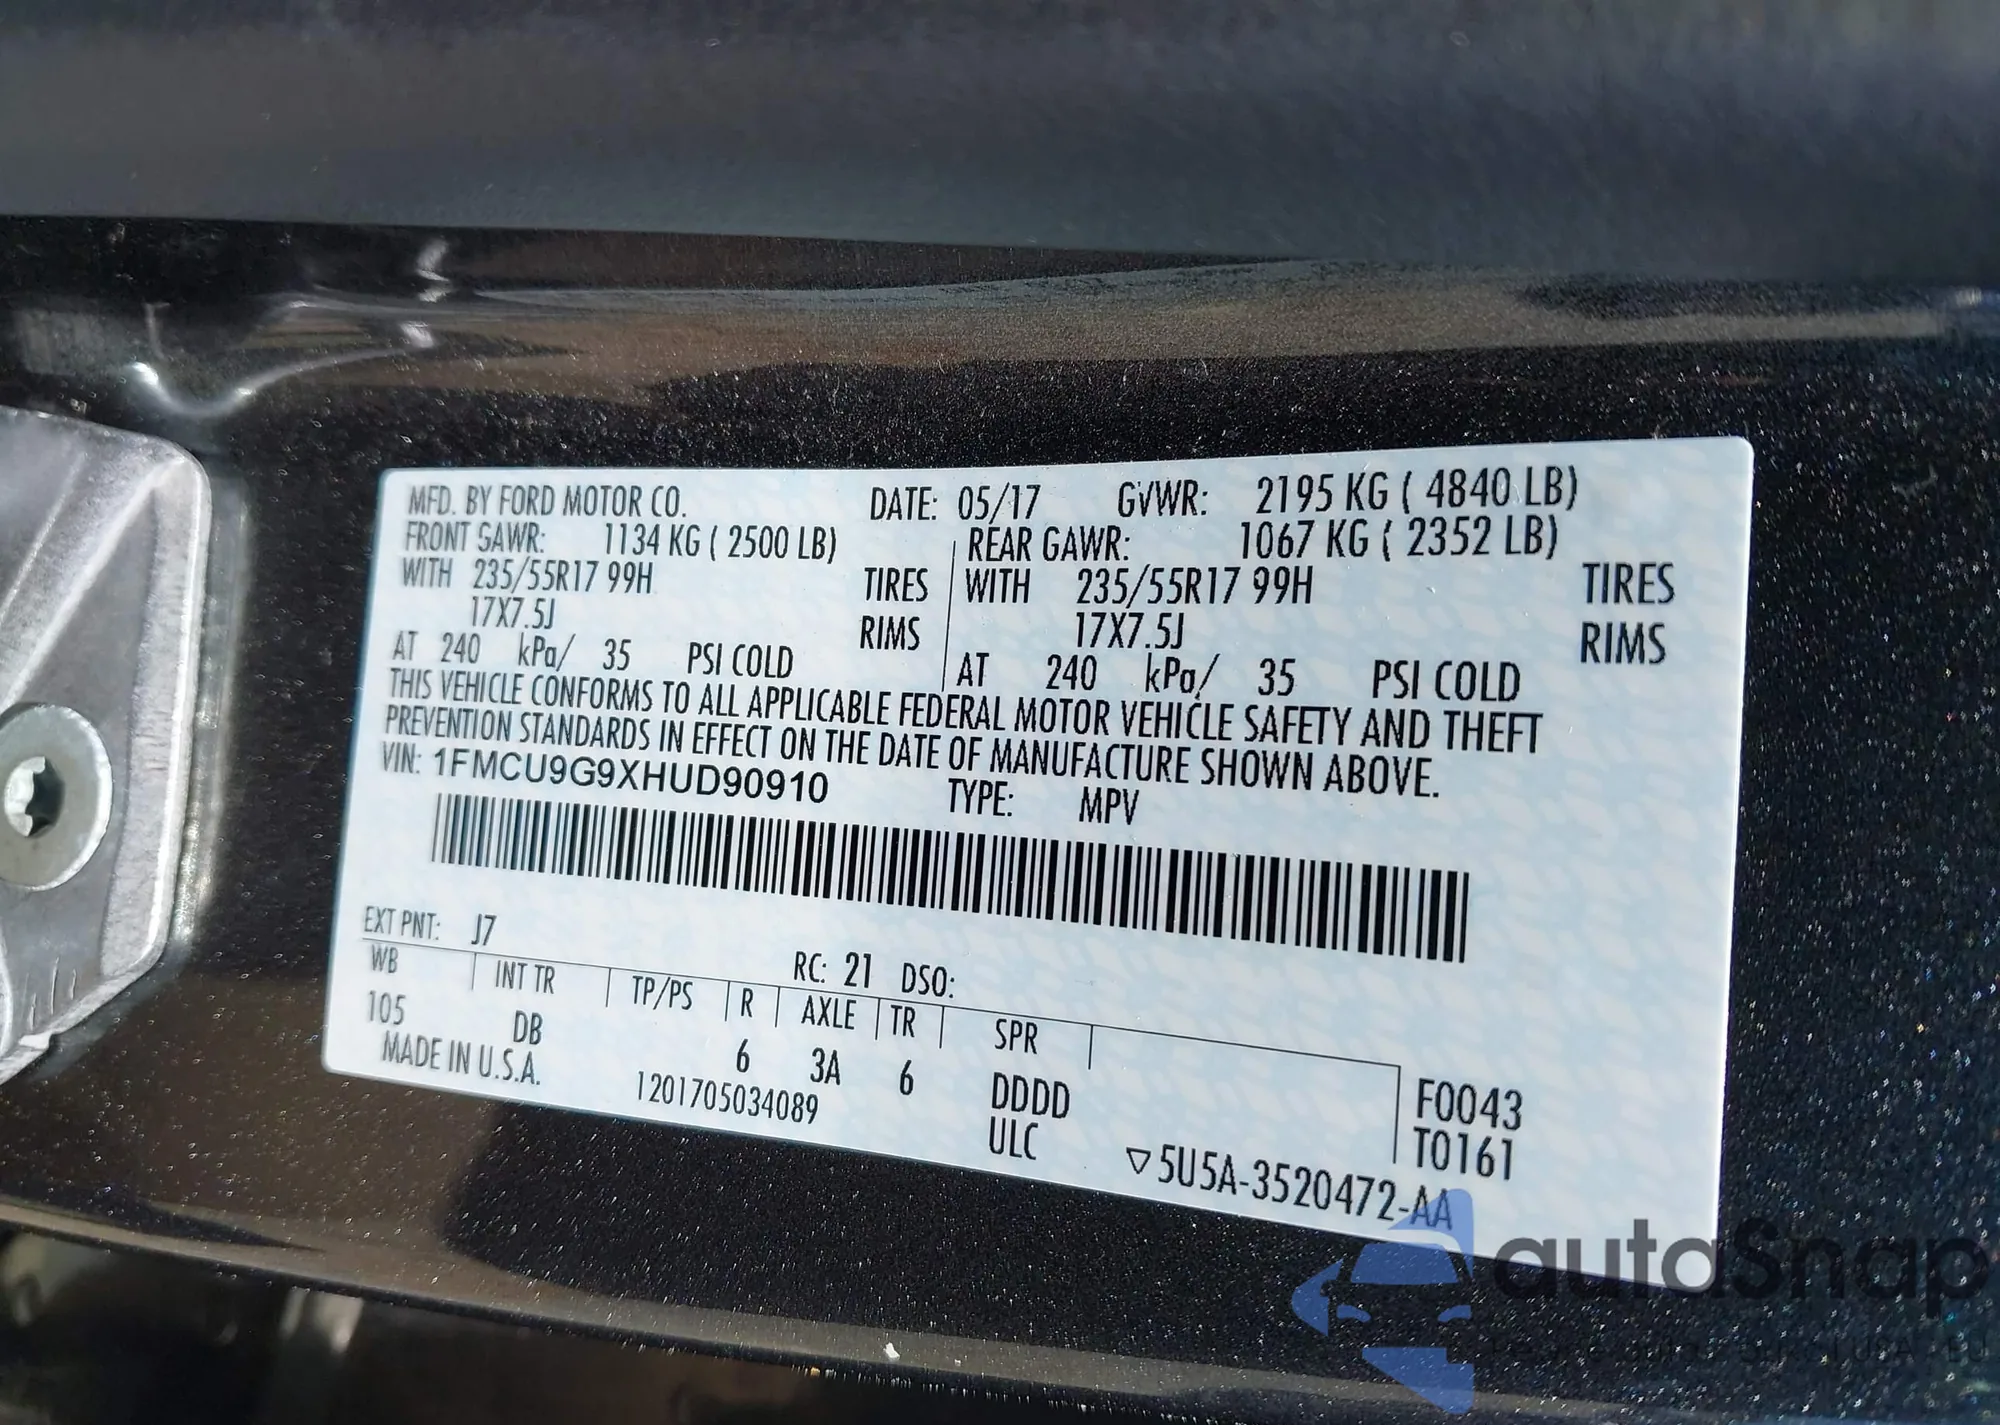 MFD. BY FORD MOTOR CO. DATE: 05/17 GVWR: 2195 KG ( 4840 LB)
FRONT GAWR: 1134 KG ( 2500 LB) REAR GAWR: 1067 KG ( 2352 LB)
WITH 235/55R17 99H TIRES WITH 235/55R17 99H TIRES
17X7.5J RIMS 17X7.5J RIMS
AT 240 kPa/ 35 PSI COLD AT 240 kPa/ 35 PSI COLD
THIS VEHICLE CONFORMS TO ALL APPLICABLE FEDERAL MOTOR VEHICLE SAFETY AND THEFT
PREVENTION STANDARDS IN EFFECT ON THE DATE OF MANUFACTURE SHOWN ABOVE.
VIN: 1FMCU9G9XHUD90910 TYPE: MPV
EXT PNT: J7 RC: 21 DSO:
WB INT TR TP/PS R AXLE TR SPR
105 DB 6 3A 6 DDDD F0043
MADE IN U.S.A. 1201705034089 ULC T0161
▽5U5A-3520472-AA
autoSnap